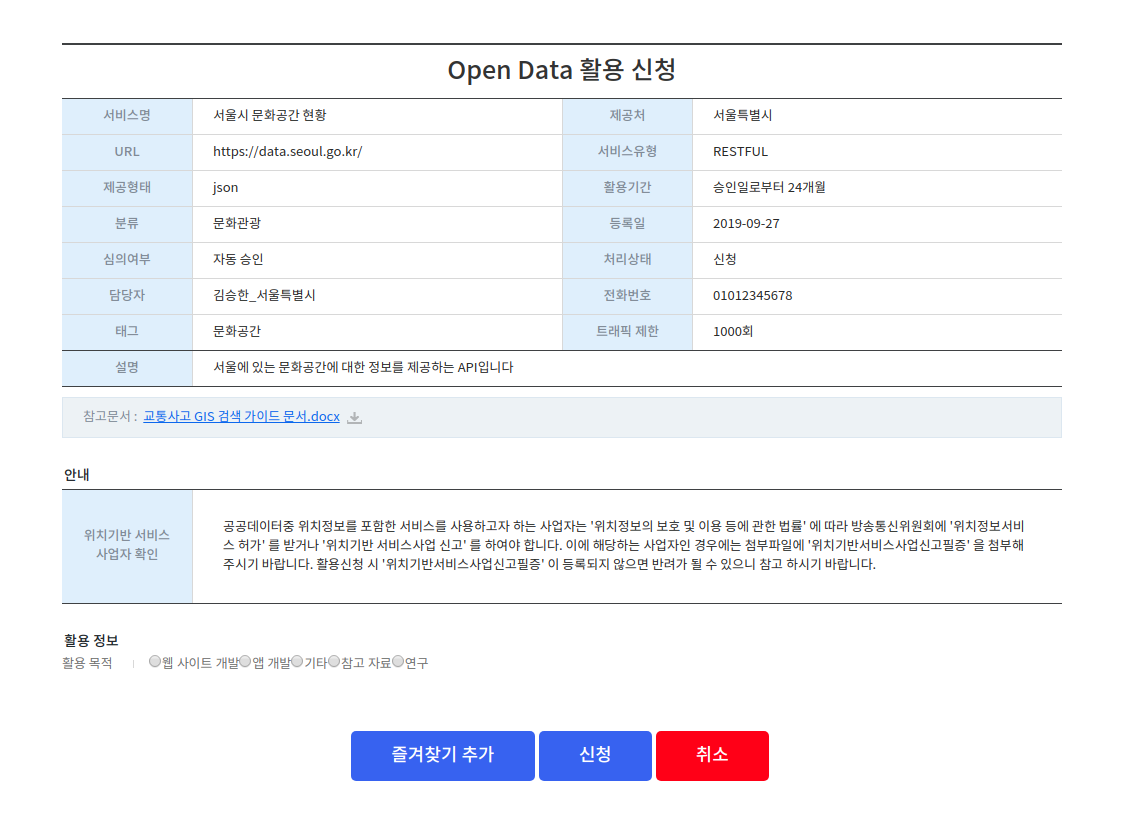 Open Data 활용 신청
서비스명 서울시 문화공간 현황 제공처 서울특별시
URL https://data.seoul.go.kr/ 서비스유형 RESTFUL
제공형태 json 활용기간 승인일로부터 24개월
분류 문화관광 등록일 2019-09-27
심의여부 자동 승인 처리상태 신청
담당자 김승한_서울특별시 전화번호 01012345678
태그 문화공간 트래픽 제한 1000회
설명 서울에 있는 문화공간에 대한 정보를 제공하는 API입니다
참고문서 : 교통사고 GIS 검색 가이드 문서.docx
안내
위치기반 서비스
사업자 확인
공공데이터중 위치정보를 포함한 서비스를 사용하고자 하는 사업자는 '위치정보의 보호 및 이용 등에 관한 법률' 에 따라 방송통신위원회에 '위치정보서비
스 허가' 를 받거나 '위치기반 서비스사업 신고' 를 하여야 합니다. 이에 해당하는 사업자인 경우에는 첨부파일에 '위치기반서비스사업신고필증' 을 첨부해
주시기 바랍니다. 활용신청 시 '위치기반서비스사업신고필증' 이 등록되지 않으면 반려가 될 수 있으니 참고 하시기 바랍니다.
활용 정보
활용 목적 웹 사이트 개발 앱 개발 기타 참고 자료 연구
즐겨찾기 추가 신청 취소